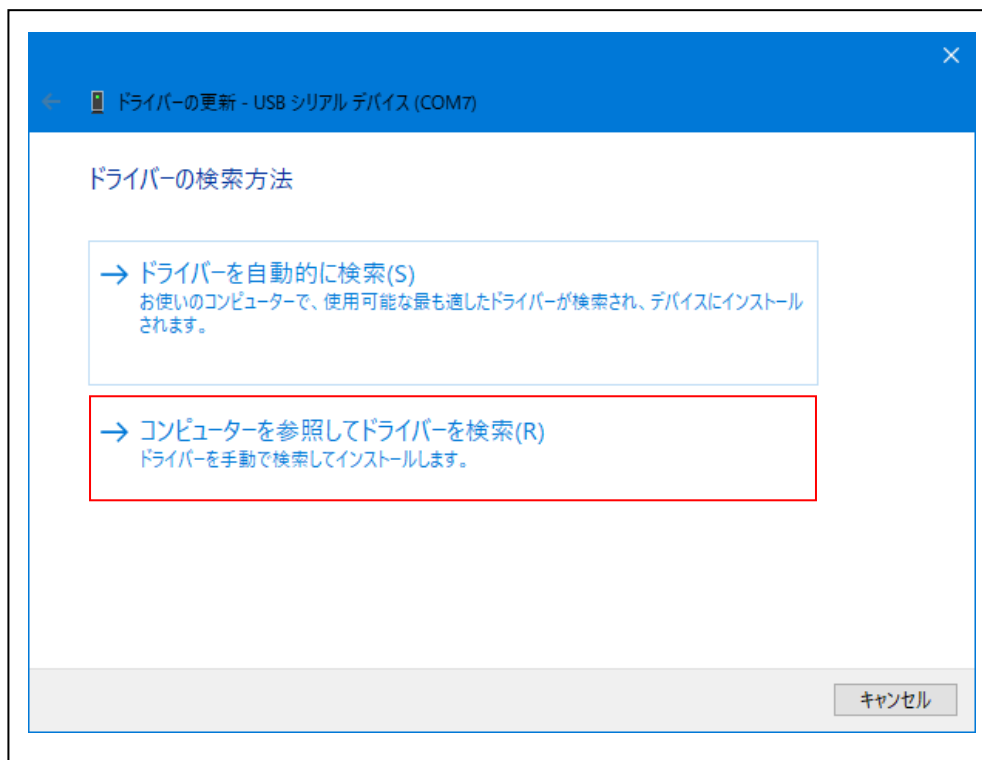 ドライバーの更新 - USB シリアル デバイス (COM7)
ドライバーの検索方法
→ ドライバーを自動的に検索(S)
お使いのコンピューターで、使用可能な最も適したドライバーが検索され、デバイスにインストール
されます。
→ コンピューターを参照してドライバーを検索(R)
ドライバーを手動で検索してインストールします。
キャンセル